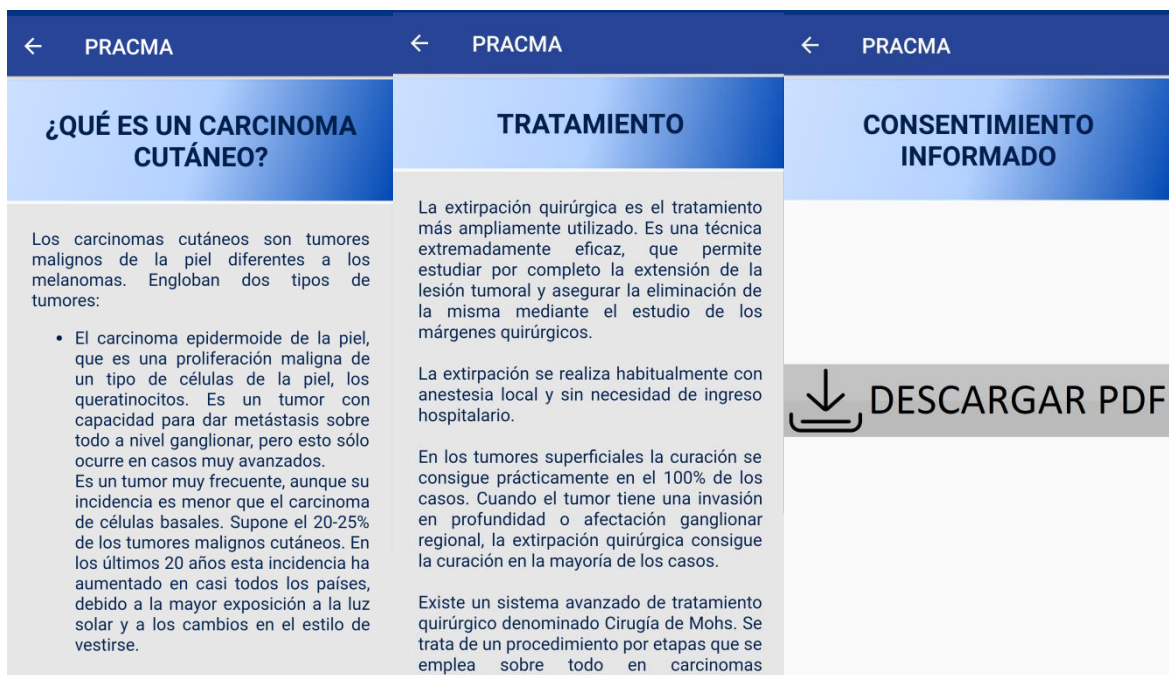 PRACMA
¿QUÉ ES UN CARCINOMA
CUTÁNEO?
Los carcinomas cutáneos son tumores
malignos de la piel diferentes a los
melanomas. Engloban dos tipos de
tumores:
• El carcinoma epidermoide de la piel,
que es una proliferación maligna de
un tipo de células de la piel, los
queratinocitos. Es un tumor con
capacidad para dar metástasis sobre
todo a nivel ganglionar, pero esto sólo
ocurre en casos muy avanzados.
Es un tumor muy frecuente, aunque su
incidencia es menor que el carcinoma
de células basales. Supone el 20-25%
de los tumores malignos cutáneos. En
los últimos 20 años esta incidencia ha
aumentado en casi todos los países,
debido a la mayor exposición a la luz
solar y a los cambios en el estilo de
vestirse.
PRACMA
TRATAMIENTO
La extirpación quirúrgica es el tratamiento
más ampliamente utilizado. Es una técnica
extremadamente eficaz, que permite
estudiar por completo la extensión de la
lesión tumoral y asegurar la eliminación de
la misma mediante el estudio de los
márgenes quirúrgicos.
La extirpación se realiza habitualmente con
anestesia local y sin necesidad de ingreso
hospitalario.
En los tumores superficiales la curación se
consigue prácticamente en el 100% de los
casos. Cuando el tumor tiene una invasión
en profundidad o afectación ganglionar
regional, la extirpación quirúrgica consigue
la curación en la mayoría de los casos.
Existe un sistema avanzado de tratamiento
quirúrgico denominado Cirugía de Mohs. Se
trata de un procedimiento por etapas que se
emplea sobre todo en carcinomas
PRACMA
CONSENTIMIENTO
INFORMADO
DESCARGAR PDF